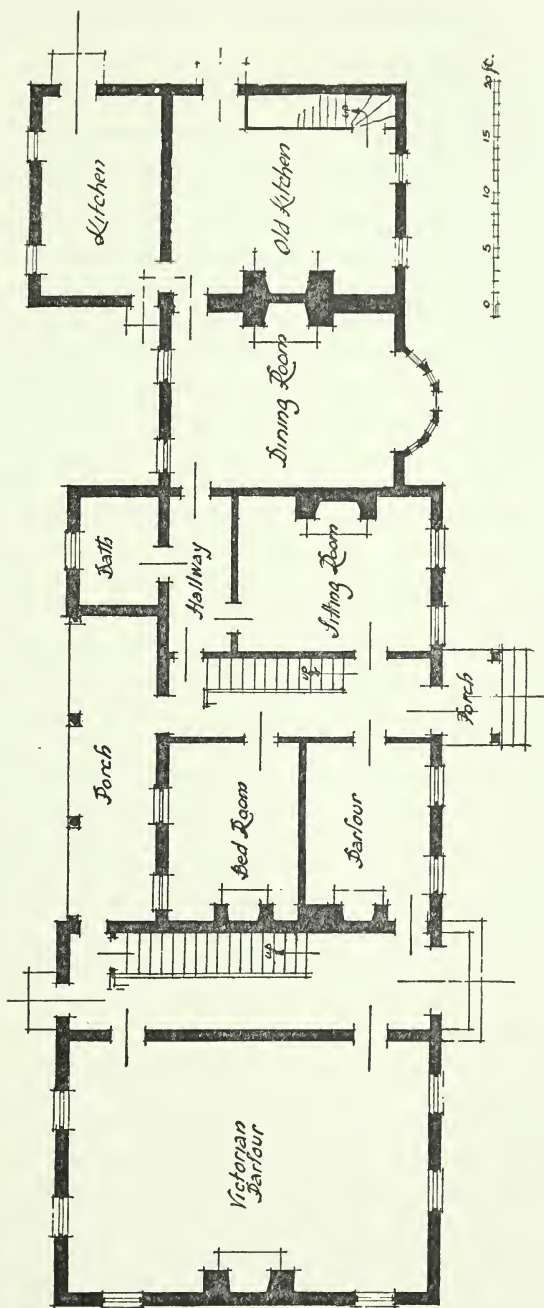 Kitchen
Old Kitchen
UP
Dining Room
Bath
Hallway
Sitting Room
UP
Porch
Porch
Bed Room
Parlour
UP
Victorian
Parlour
0 5 10 15 20 ft.